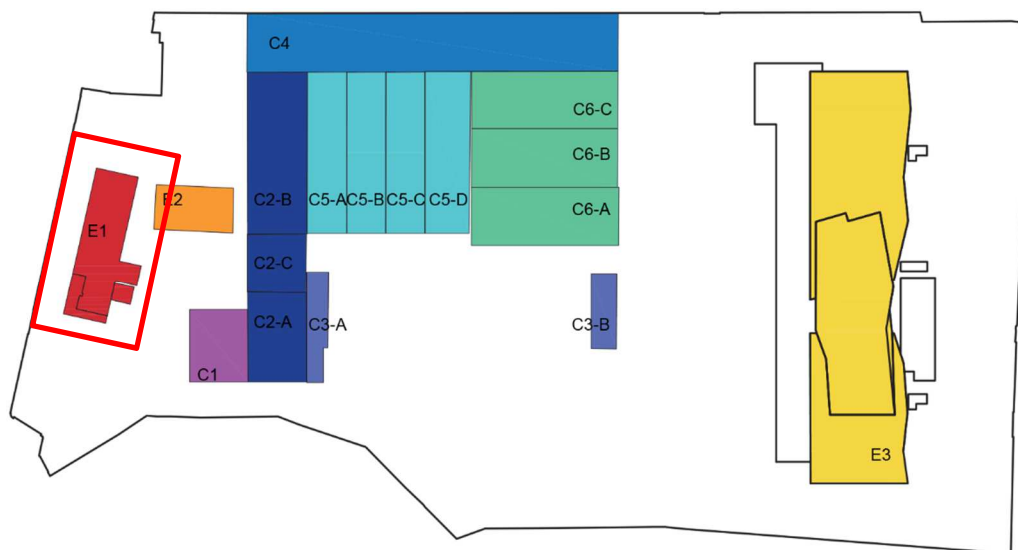 C4
C6-C
C6-B
E2
C2-B
C5-A
C5-B
C5-C
C5-D
C6-A
E1
C2-C
C2-A
C3-A
C3-B
C1
E3